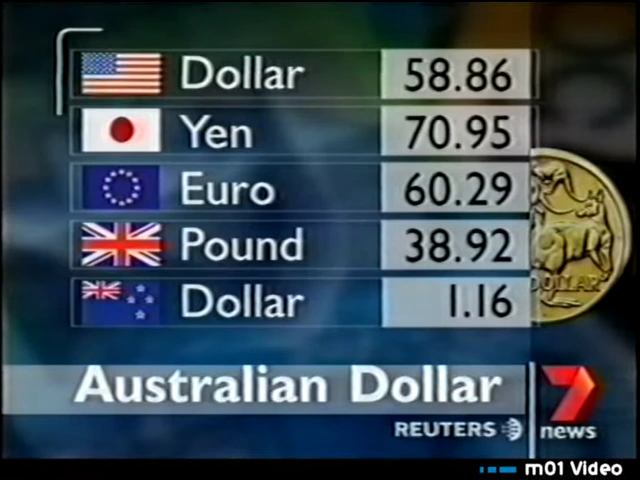 Dollar 58.86
Yen 70.95
Euro 60.29
Pound 38.92
Dollar 1.16
DOLLAR
Australian Dollar
REUTERS
7
news
m01 Video